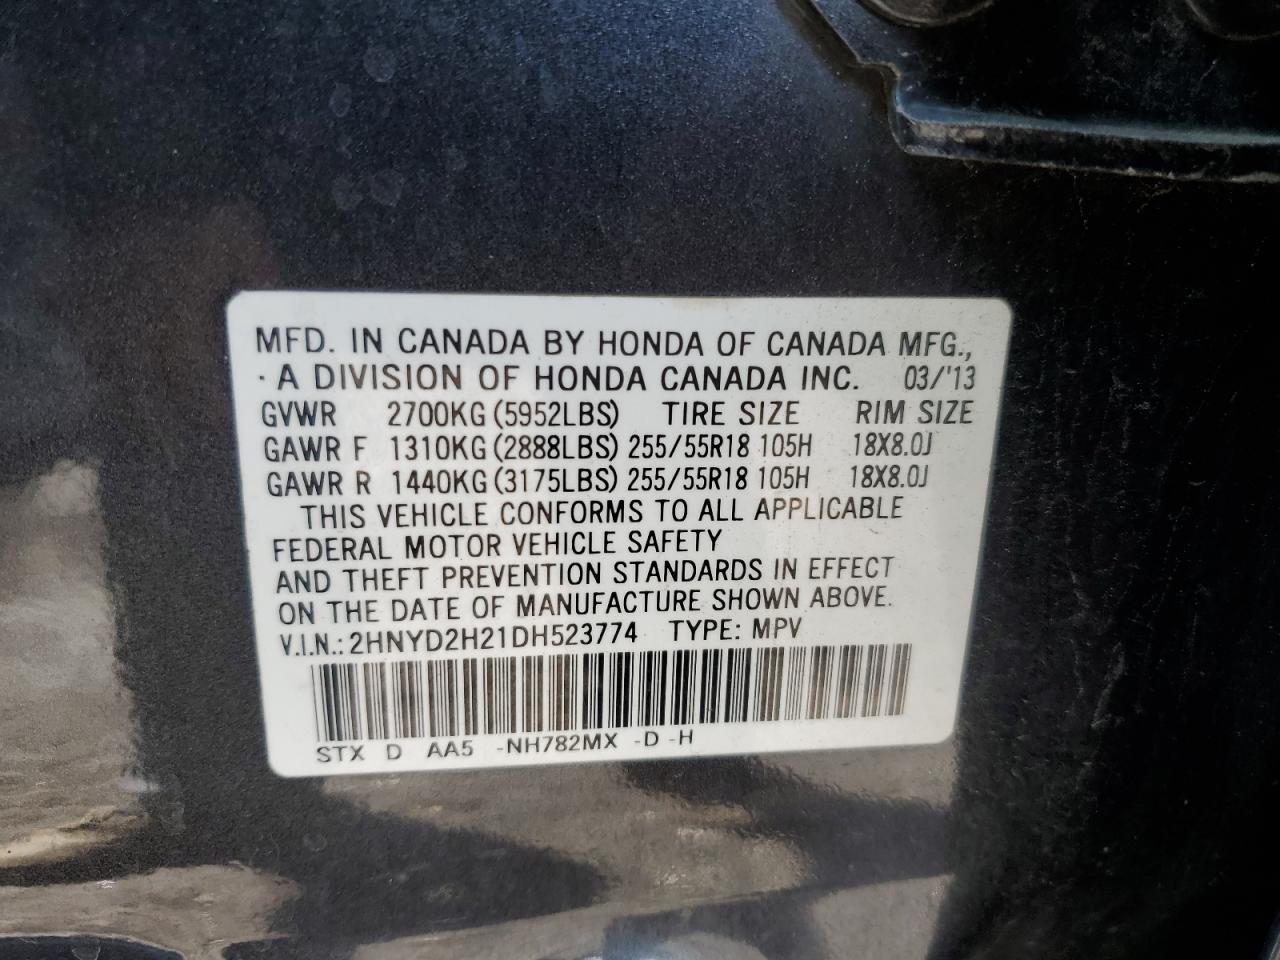 MFD. IN CANADA BY HONDA OF CANADA MFG.,
· A DIVISION OF HONDA CANADA INC. 03/'13
GVWR 2700KG (5952LBS) TIRE SIZE RIM SIZE
GAWR F 1310KG (2888LBS) 255/55R18 105H 18X8.0J
GAWR R 1440KG (3175LBS) 255/55R18 105H 18X8.0J
THIS VEHICLE CONFORMS TO ALL APPLICABLE
FEDERAL MOTOR VEHICLE SAFETY
AND THEFT PREVENTION STANDARDS IN EFFECT
ON THE DATE OF MANUFACTURE SHOWN ABOVE.
V.I.N.: 2HNYD2H21DH523774 TYPE: MPV
STX D AA5 -NH782MX -D -H